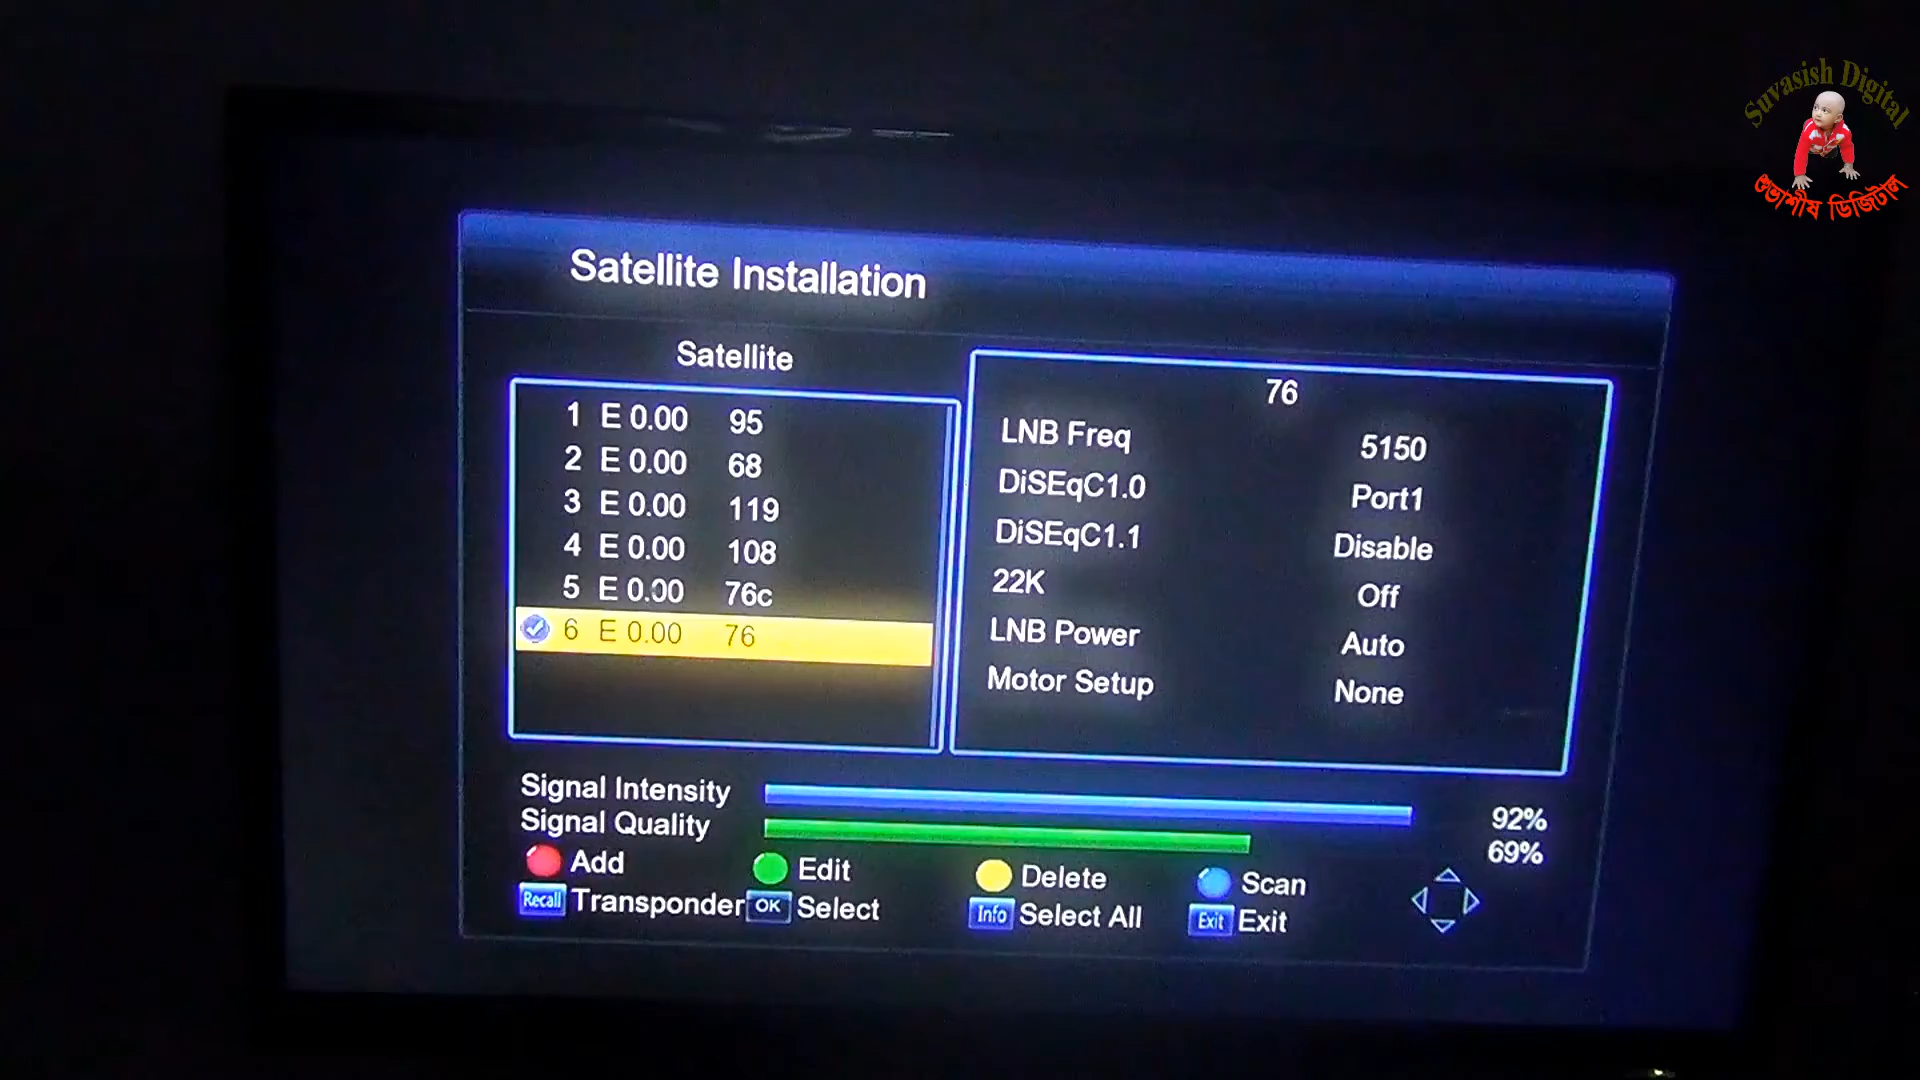 Suvasish Digital
শুভাশীষ ডিজিটাল
Satellite Installation
Satellite
1 E 0.00 95
2 E 0.00 68
3 E 0.00 119
4 E 0.00 108
5 E 0.00 76c
6 E 0.00 76
76
LNB Freq 5150
DiSEqC1.0 Port1
DiSEqC1.1 Disable
22K Off
LNB Power Auto
Motor Setup None
Signal Intensity 92%
Signal Quality 69%
Add Edit Delete Scan
Recall Transponder OK Select Info Select All Exit Exit